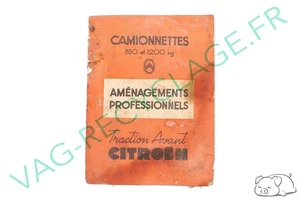 CAMIONNETTES
850 et 1200 kg
AMÉNAGEMENTS
PROFESSIONNELS
Traction Avant
CITROËN
VAG-RECYCLAGE.FR